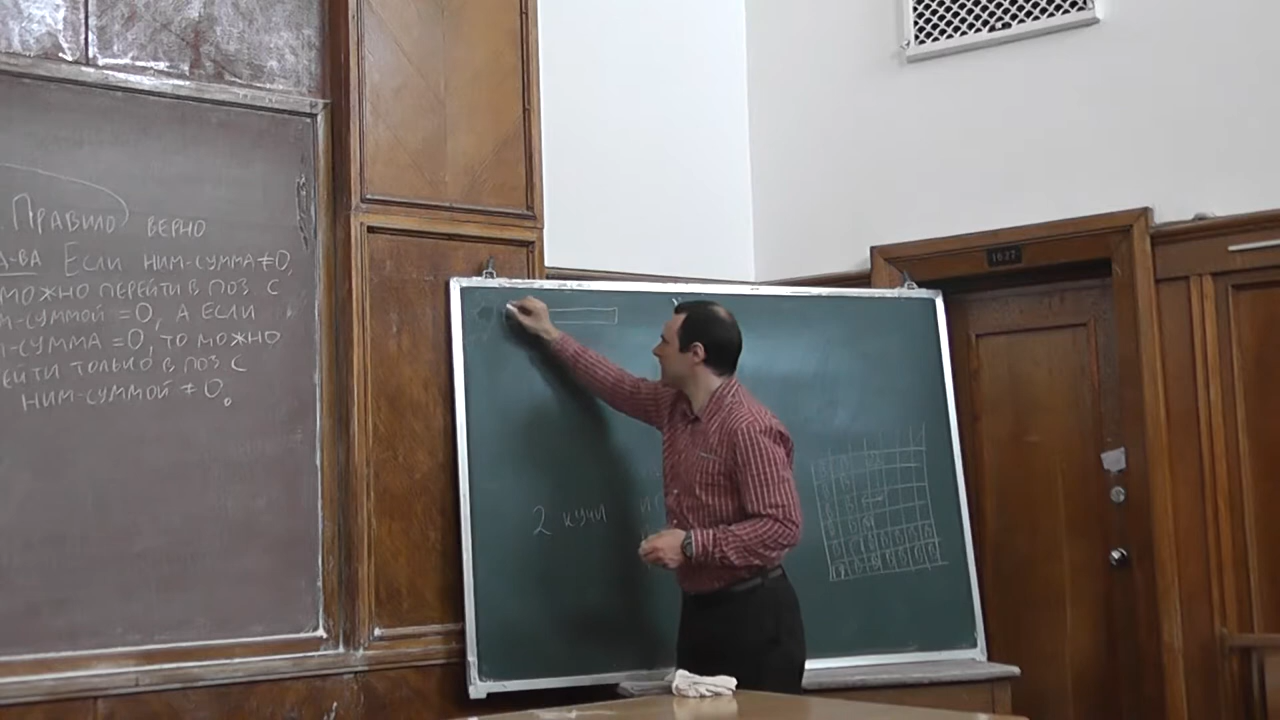 Правило верно
Если ним-сумма ≠ 0,
можно перейти в поз с
м-суммой = 0, а если
-сумма = 0, то можно
ейти только в поз с
ним-суммой ≠ 0.
2 кучи
1627